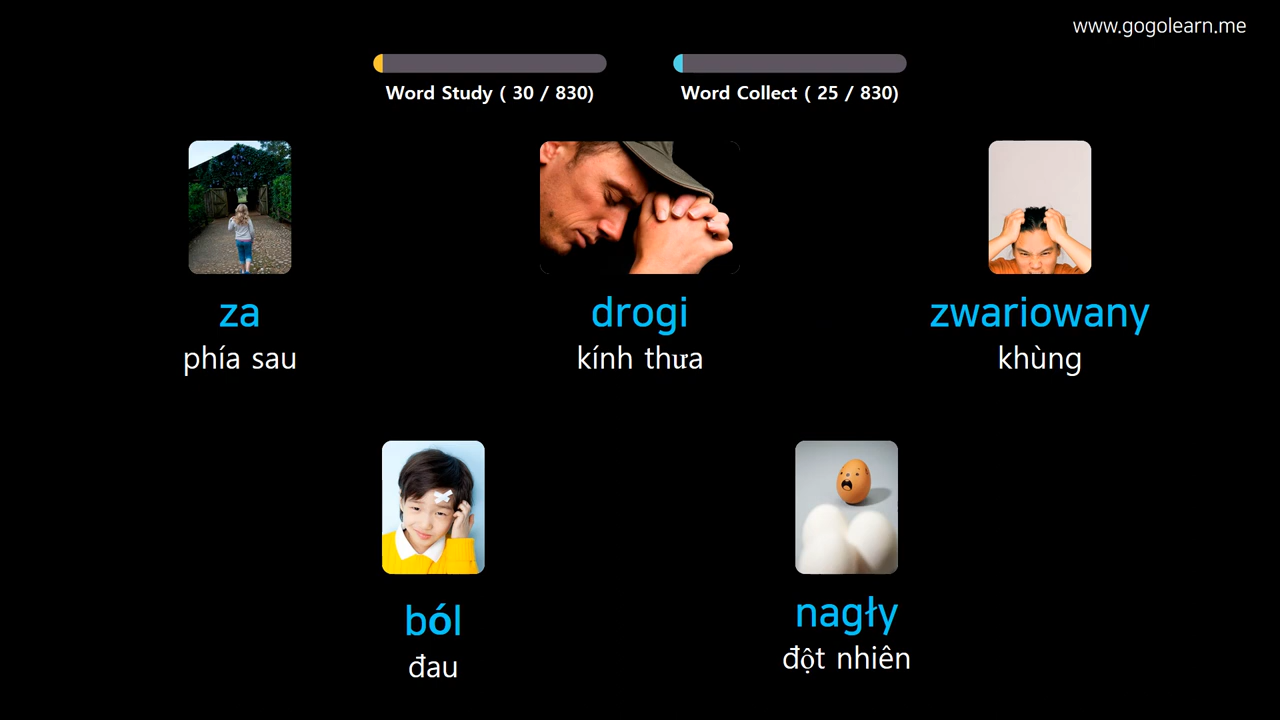 www.gogolearn.me
Word Study ( 30 / 830)
Word Collect ( 25 / 830)
za
phía sau
drogi
kính thưa
zwariowany
khùng
ból
đau
nagły
đột nhiên